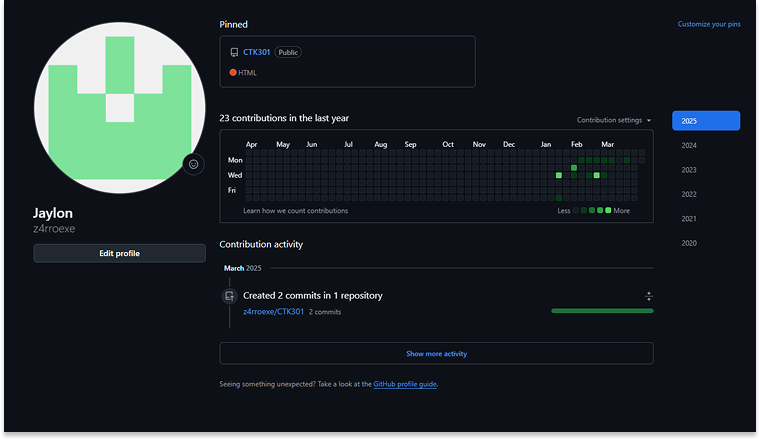 Pinned
Customize your pins
CTK301 Public
HTML
23 contributions in the last year
Contribution settings
2025
2024
2023
2022
2021
2020
Apr May Jun Jul Aug Sep Oct Nov Dec Jan Feb Mar
Mon
Wed
Fri
Learn how we count contributions
Less More
Jaylon
z4rroexe
Edit profile
Contribution activity
March 2025
Created 2 commits in 1 repository
z4rroexe/CTK301 2 commits
Show more activity
Seeing something unexpected? Take a look at the GitHub profile guide.